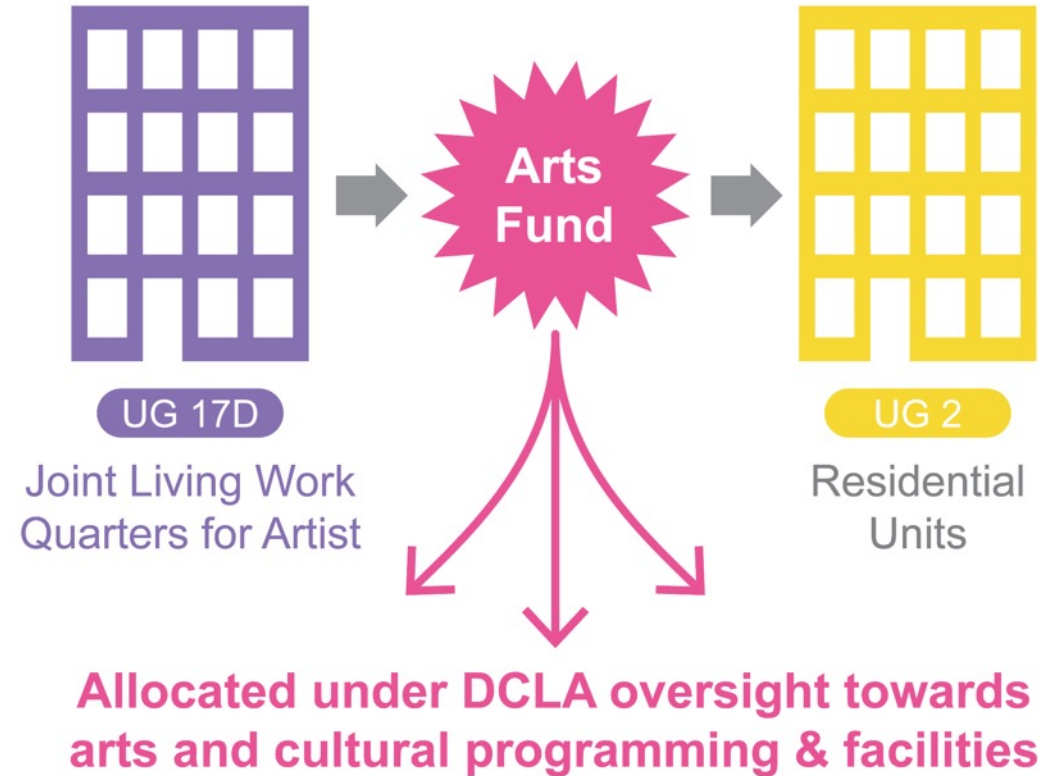 Arts
Fund
UG 17D
Joint Living Work
Quarters for Artist
UG 2
Residential
Units
Allocated under DCLA oversight towards
arts and cultural programming & facilities